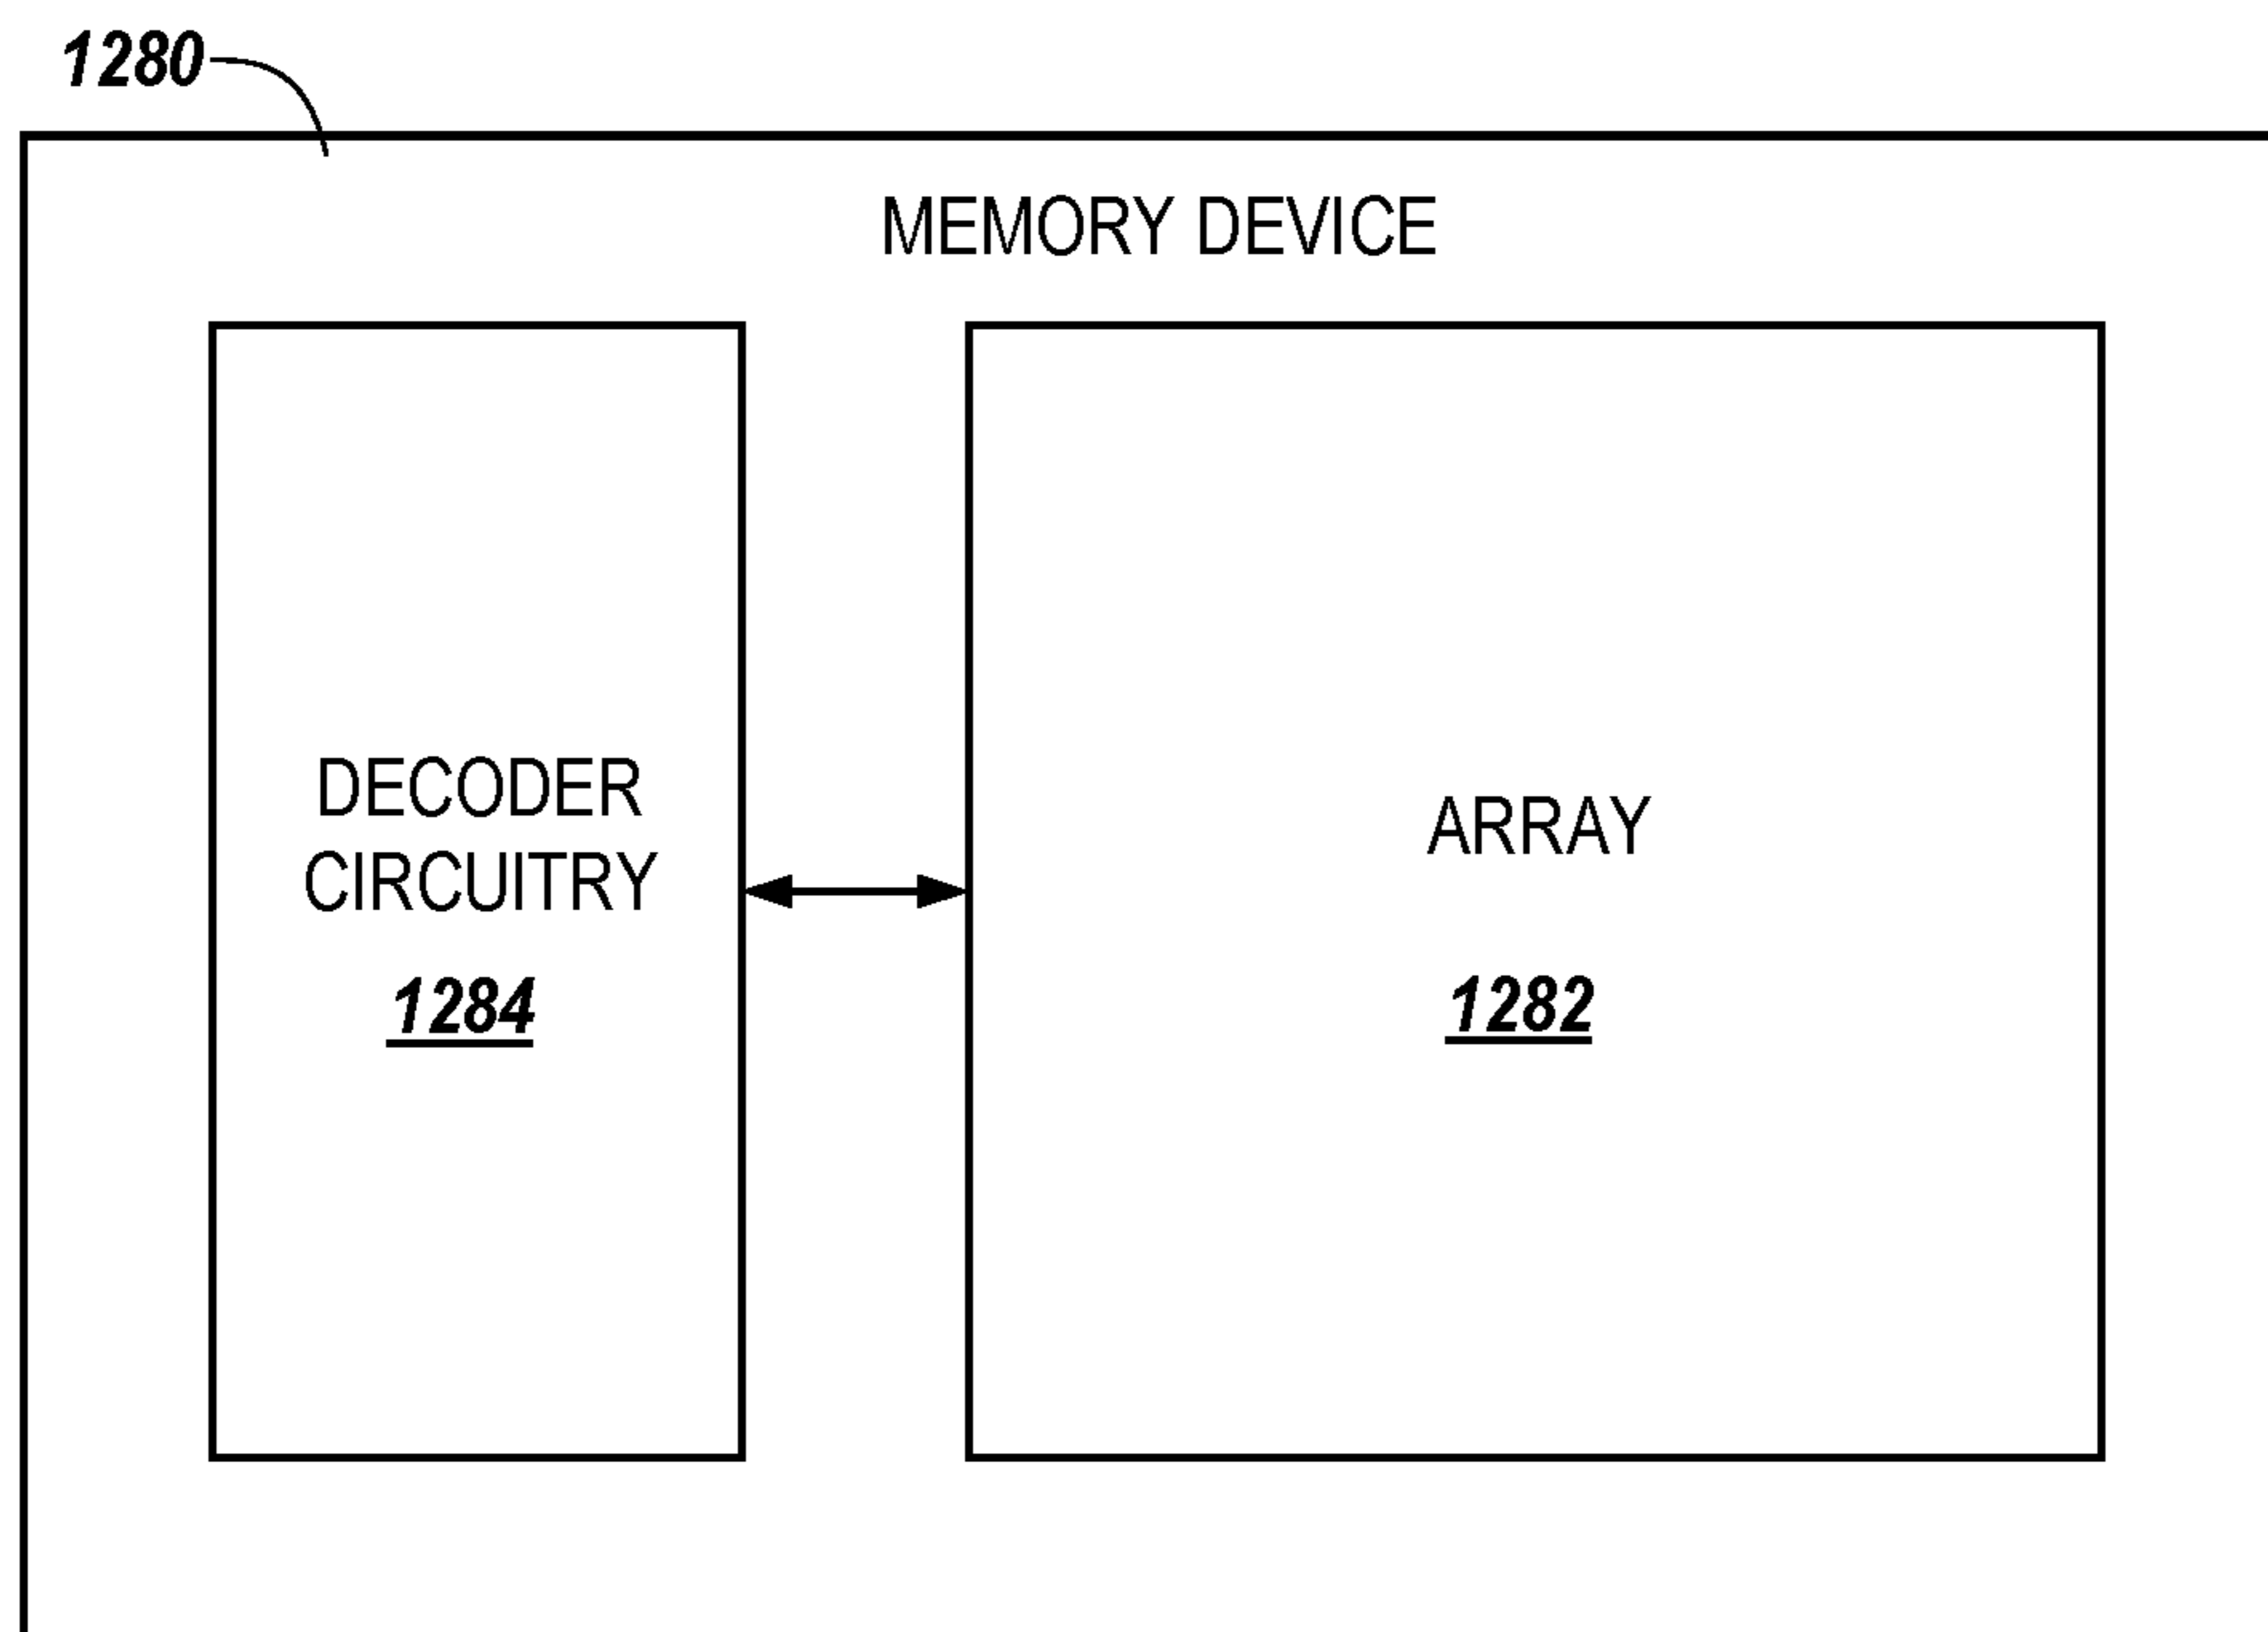 1280
MEMORY DEVICE
DECODER
CIRCUITRY
1284
ARRAY
1282